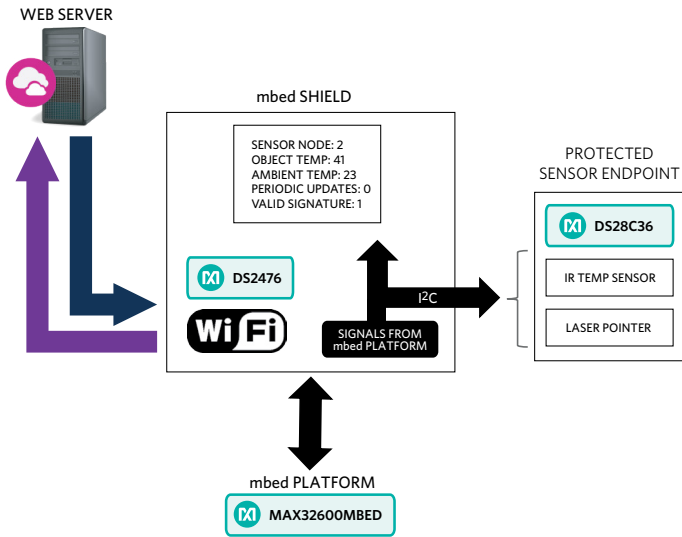 WEB SERVER
mbed SHIELD
SENSOR NODE: 2
OBJECT TEMP: 41
AMBIENT TEMP: 23
PERIODIC UPDATES: 0
VALID SIGNATURE: 1
DS2476
Wi Fi
I²C
SIGNALS FROM
mbed PLATFORM
PROTECTED
SENSOR ENDPOINT
DS28C36
IR TEMP SENSOR
LASER POINTER
mbed PLATFORM
MAX32600MBED